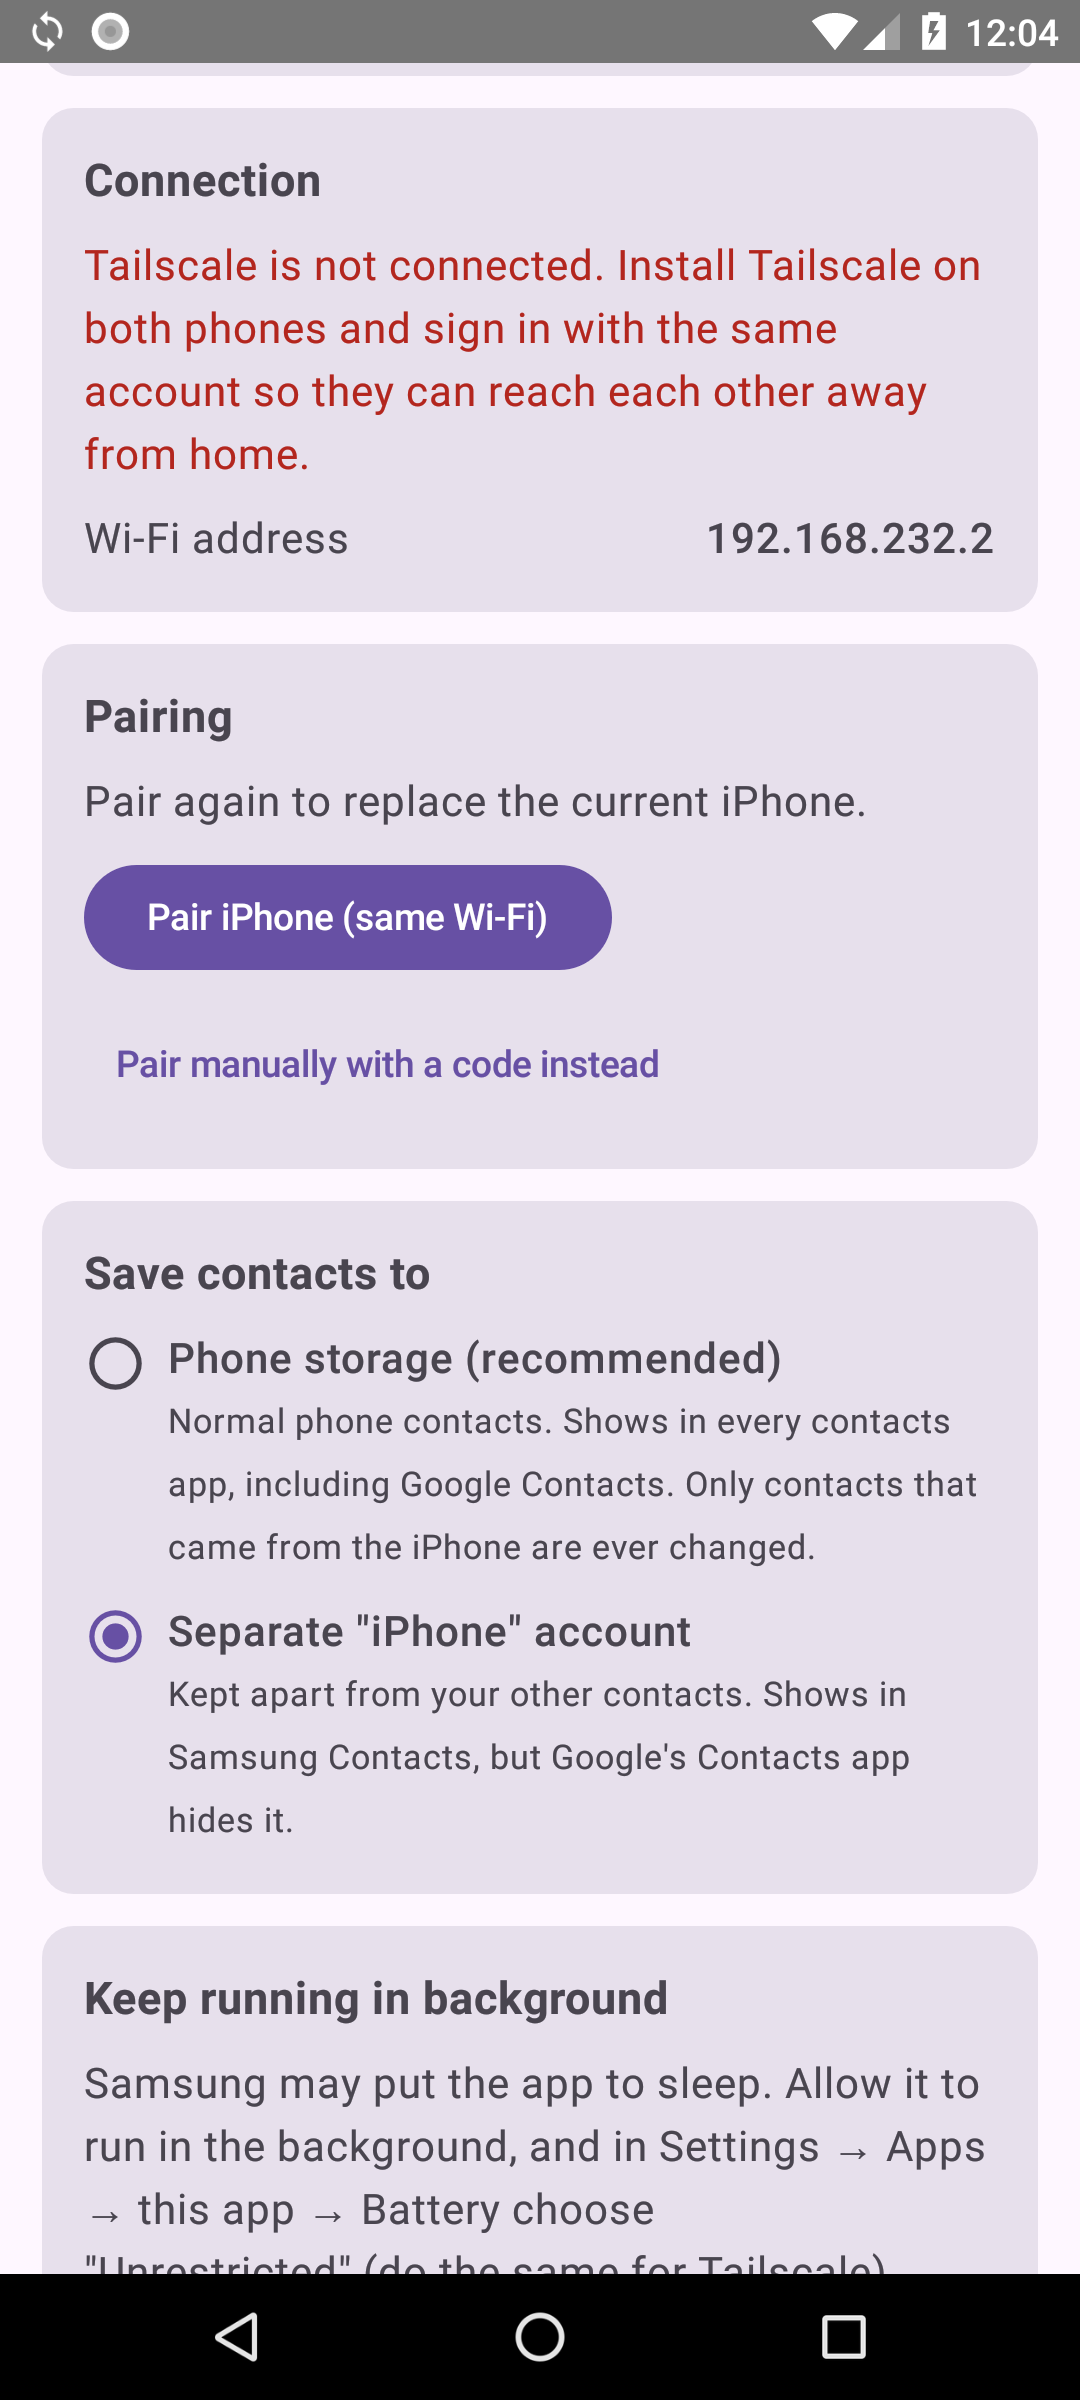 12:04
Connection
Tailscale is not connected. Install Tailscale on
both phones and sign in with the same
account so they can reach each other away
from home.
Wi-Fi address 192.168.232.2
Pairing
Pair again to replace the current iPhone.
Pair iPhone (same Wi-Fi)
Pair manually with a code instead
Save contacts to
Phone storage (recommended)
Normal phone contacts. Shows in every contacts
app, including Google Contacts. Only contacts that
came from the iPhone are ever changed.
Separate "iPhone" account
Kept apart from your other contacts. Shows in
Samsung Contacts, but Google's Contacts app
hides it.
Keep running in background
Samsung may put the app to sleep. Allow it to
run in the background, and in Settings → Apps
→ this app → Battery choose
"Unrestricted" (do the same for Tailscale)